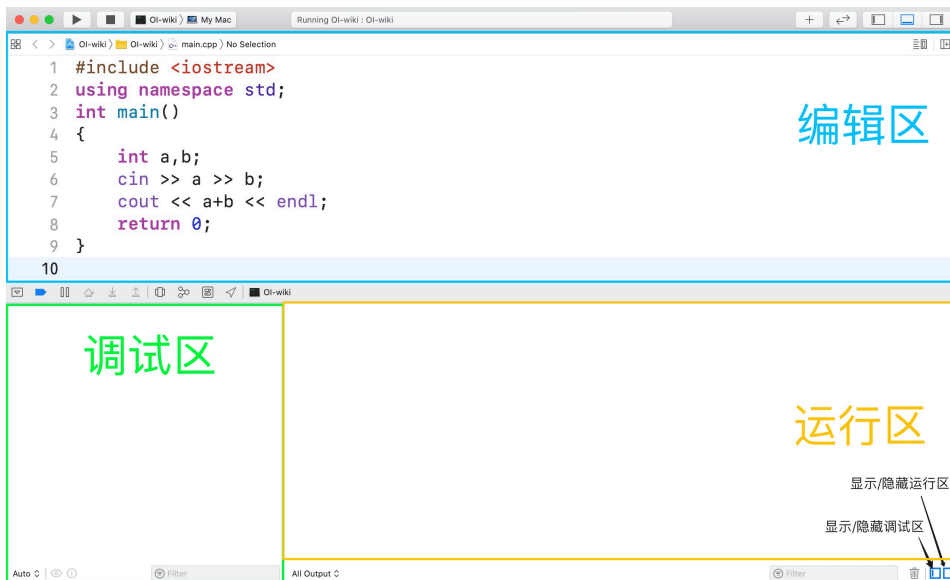 OI-wiki 〉 My Mac
Running OI-wiki : OI-wiki
OI-wiki 〉 OI-wiki 〉 main.cpp 〉 No Selection
1 #include <iostream>
2 using namespace std;
3 int main()
4 {
5     int a,b;
6     cin >> a >> b;
7     cout << a+b << endl;
8     return 0;
9 }
10
编辑区
OI-wiki
调试区
运行区
显示/隐藏运行区
显示/隐藏调试区
Auto
Filter
All Output
Filter